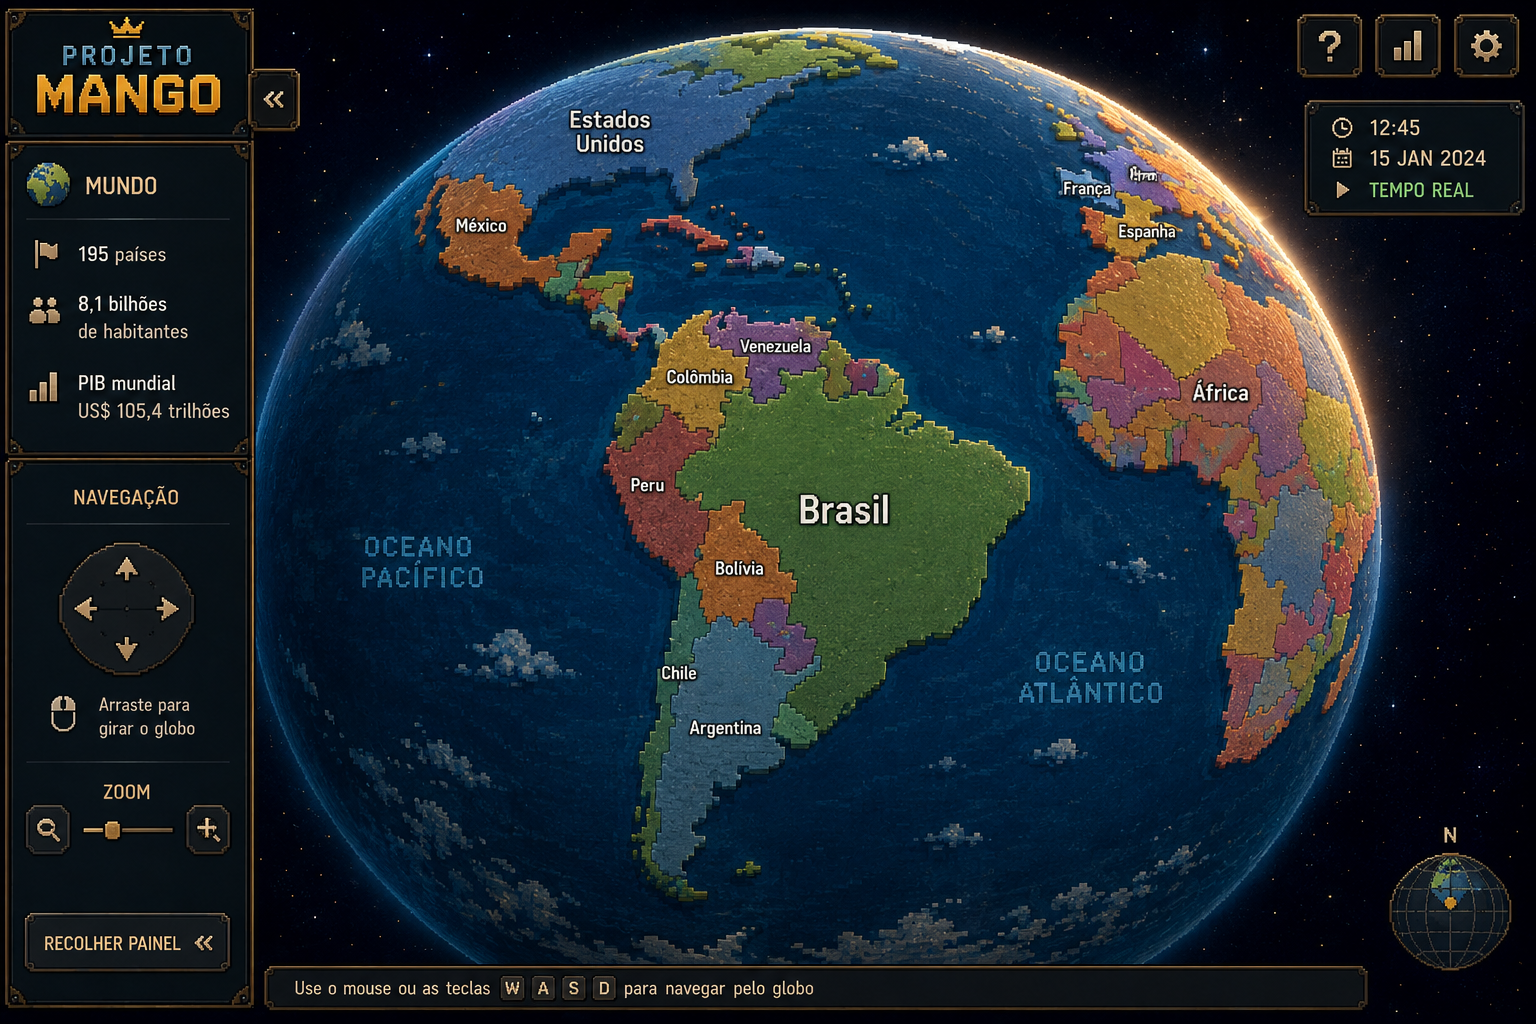 PROJETO
MANGO
MUNDO
195 países
8,1 bilhões
de habitantes
PIB mundial
US$ 105,4 trilhões
NAVEGAÇÃO
Arraste para
girar o globo
ZOOM
RECOLHER PAINEL
Estados
Unidos
México
Venezuela
Colômbia
Peru
Brasil
Bolívia
Chile
Argentina
OCEANO
PACÍFICO
OCEANO
ATLÂNTICO
França
Espanha
África
?
12:45
15 JAN 2024
TEMPO REAL
N
Use o mouse ou as teclas W A S D para navegar pelo globo